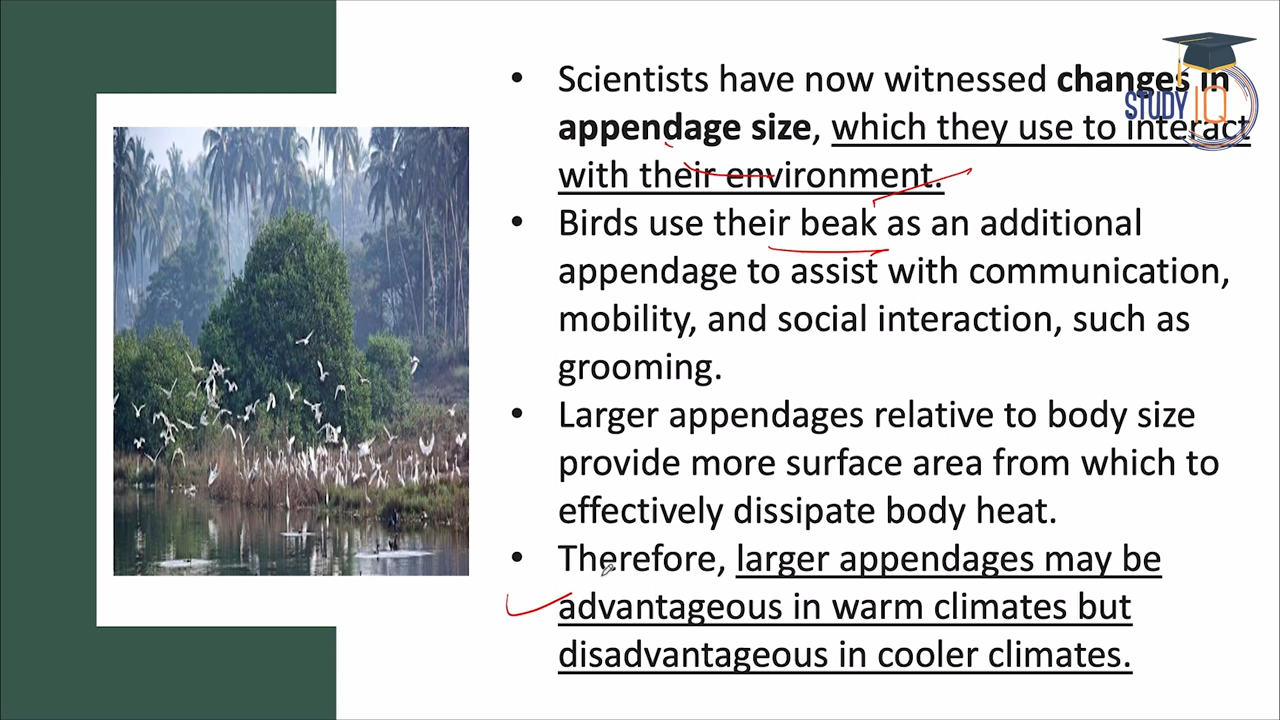 • Scientists have now witnessed changes in
appendage size, which they use to interact
with their environment.
• Birds use their beak as an additional
appendage to assist with communication,
mobility, and social interaction, such as
grooming.
• Larger appendages relative to body size
provide more surface area from which to
effectively dissipate body heat.
• Therefore, larger appendages may be
advantageous in warm climates but
disadvantageous in cooler climates.
STUDY IQ